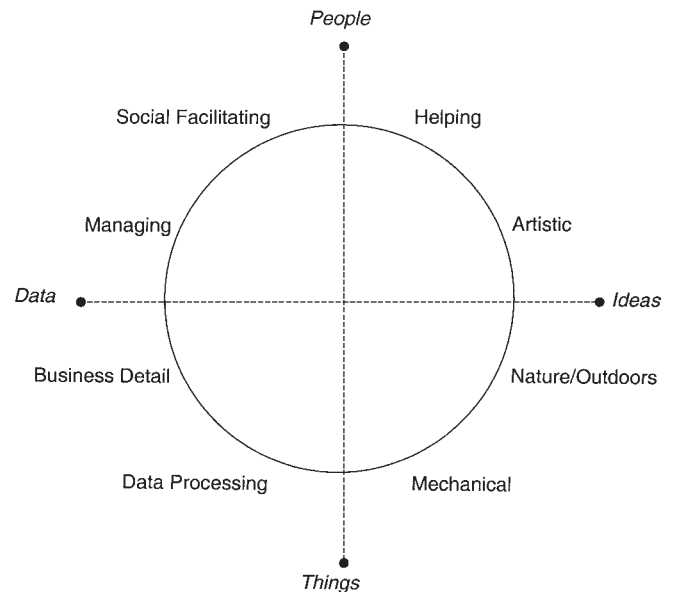 People
Social Facilitating
Helping
Managing
Artistic
Data
Ideas
Business Detail
Nature/Outdoors
Data Processing
Mechanical
Things